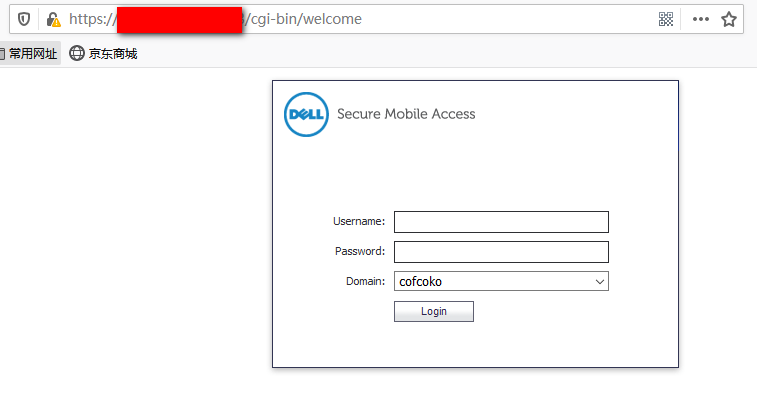 https://
/cgi-bin/welcome
常用网址 京东商城
DELL Secure Mobile Access
Username:
Password:
Domain: cofcoko
Login